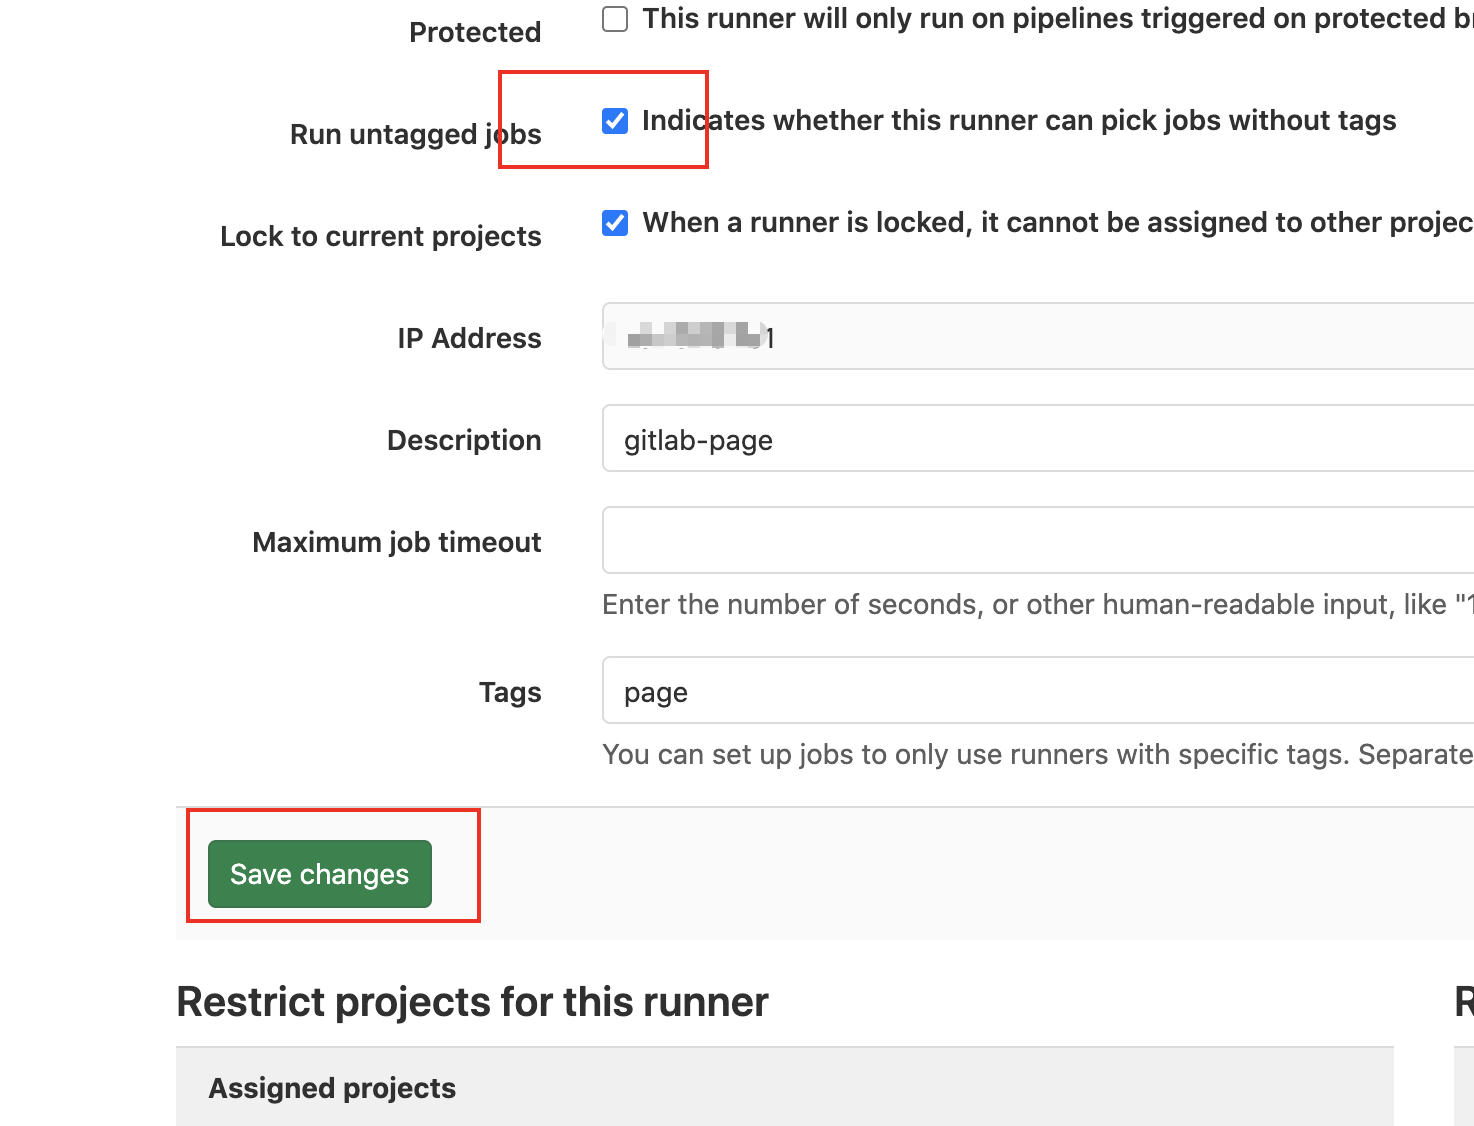 Protected
This runner will only run on pipelines triggered on protected
Run untagged jobs
Indicates whether this runner can pick jobs without tags
Lock to current projects
When a runner is locked, it cannot be assigned to other projec
IP Address
1
Description
gitlab-page
Maximum job timeout
Enter the number of seconds, or other human-readable input, like "1
Tags
page
You can set up jobs to only use runners with specific tags. Separate
Save changes
Restrict projects for this runner
R
Assigned projects